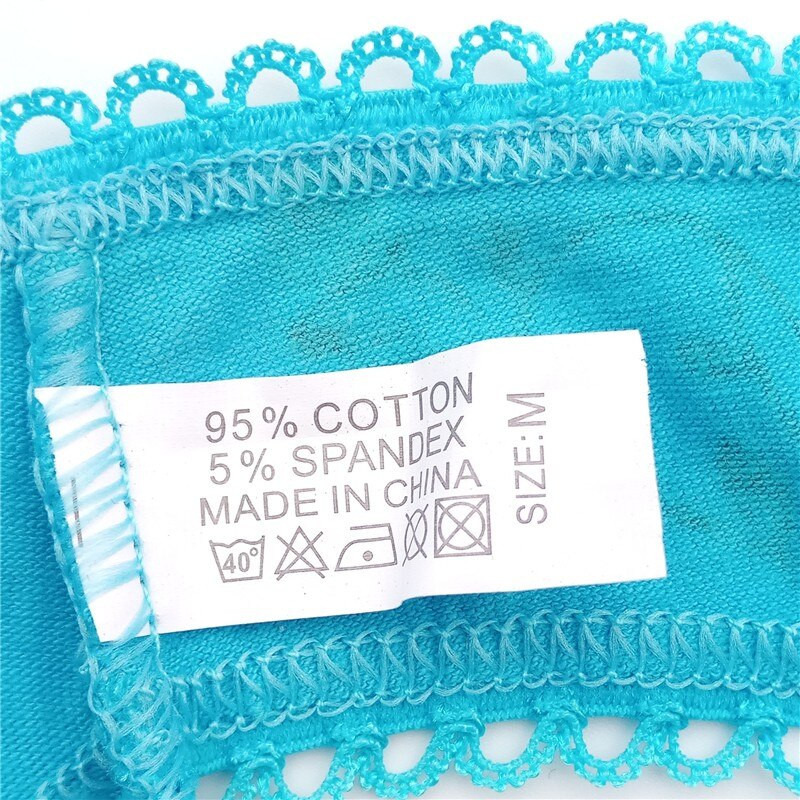 95% COTTON
5% SPANDEX
MADE IN CHINA
40°
SIZE: M